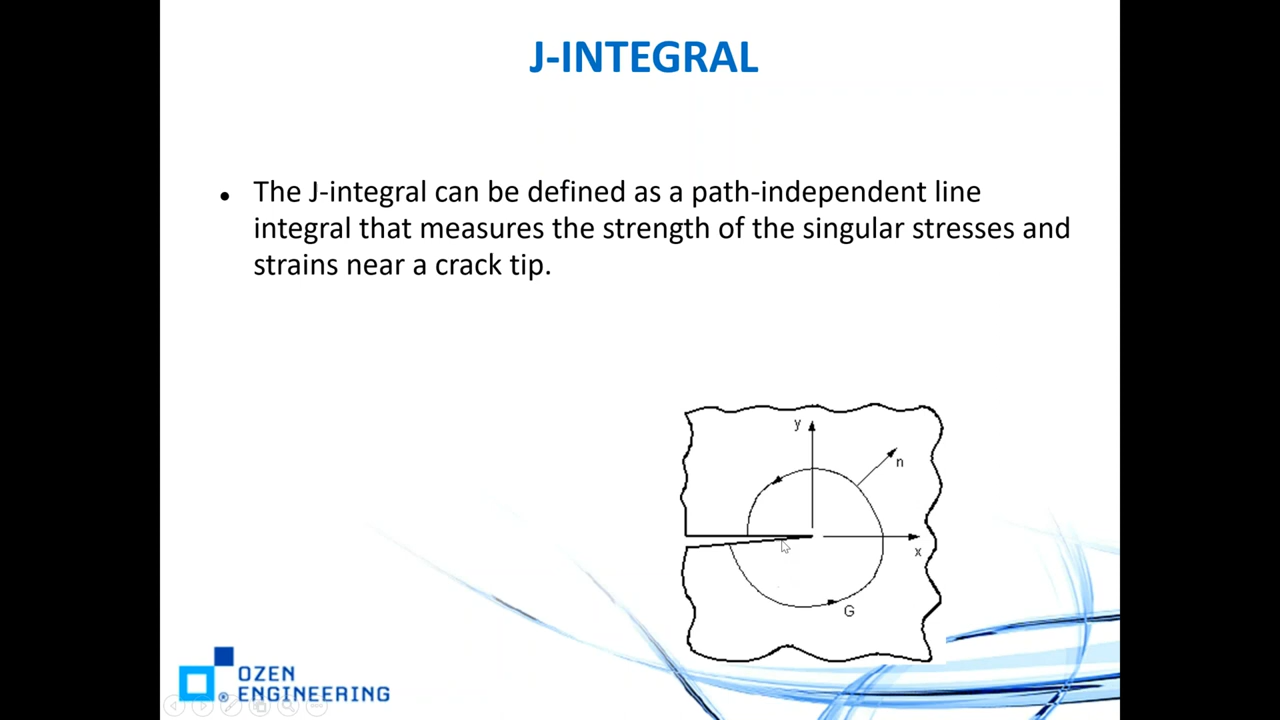 J-INTEGRAL
• The J-integral can be defined as a path-independent line
integral that measures the strength of the singular stresses and
strains near a crack tip.
y
n
x
G
OZEN
ENGINEERING